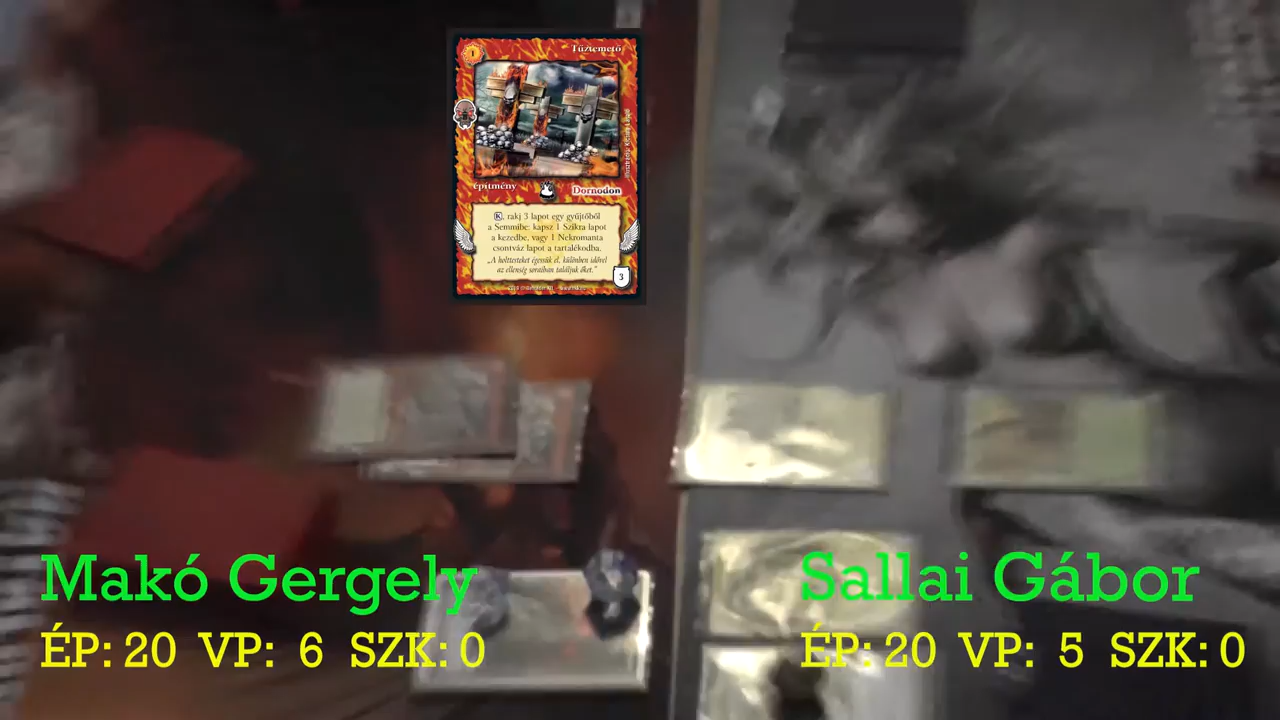 1
Tűztemető
építmény
Dornodon
K, rakj 3 lapot egy gyűjtőből
a Semmibe: kapsz 1 Szikra lapot
a kezedbe, vagy 1 Nekromanta
csontváz lapot a tartalékodba.
„A holttesteket égessük el, különben idővel
az ellenség soraiban találjuk őket.”
3
Makó Gergely
ÉP: 20 VP: 6 SZK: 0
Sallai Gábor
ÉP: 20 VP: 5 SZK: 0